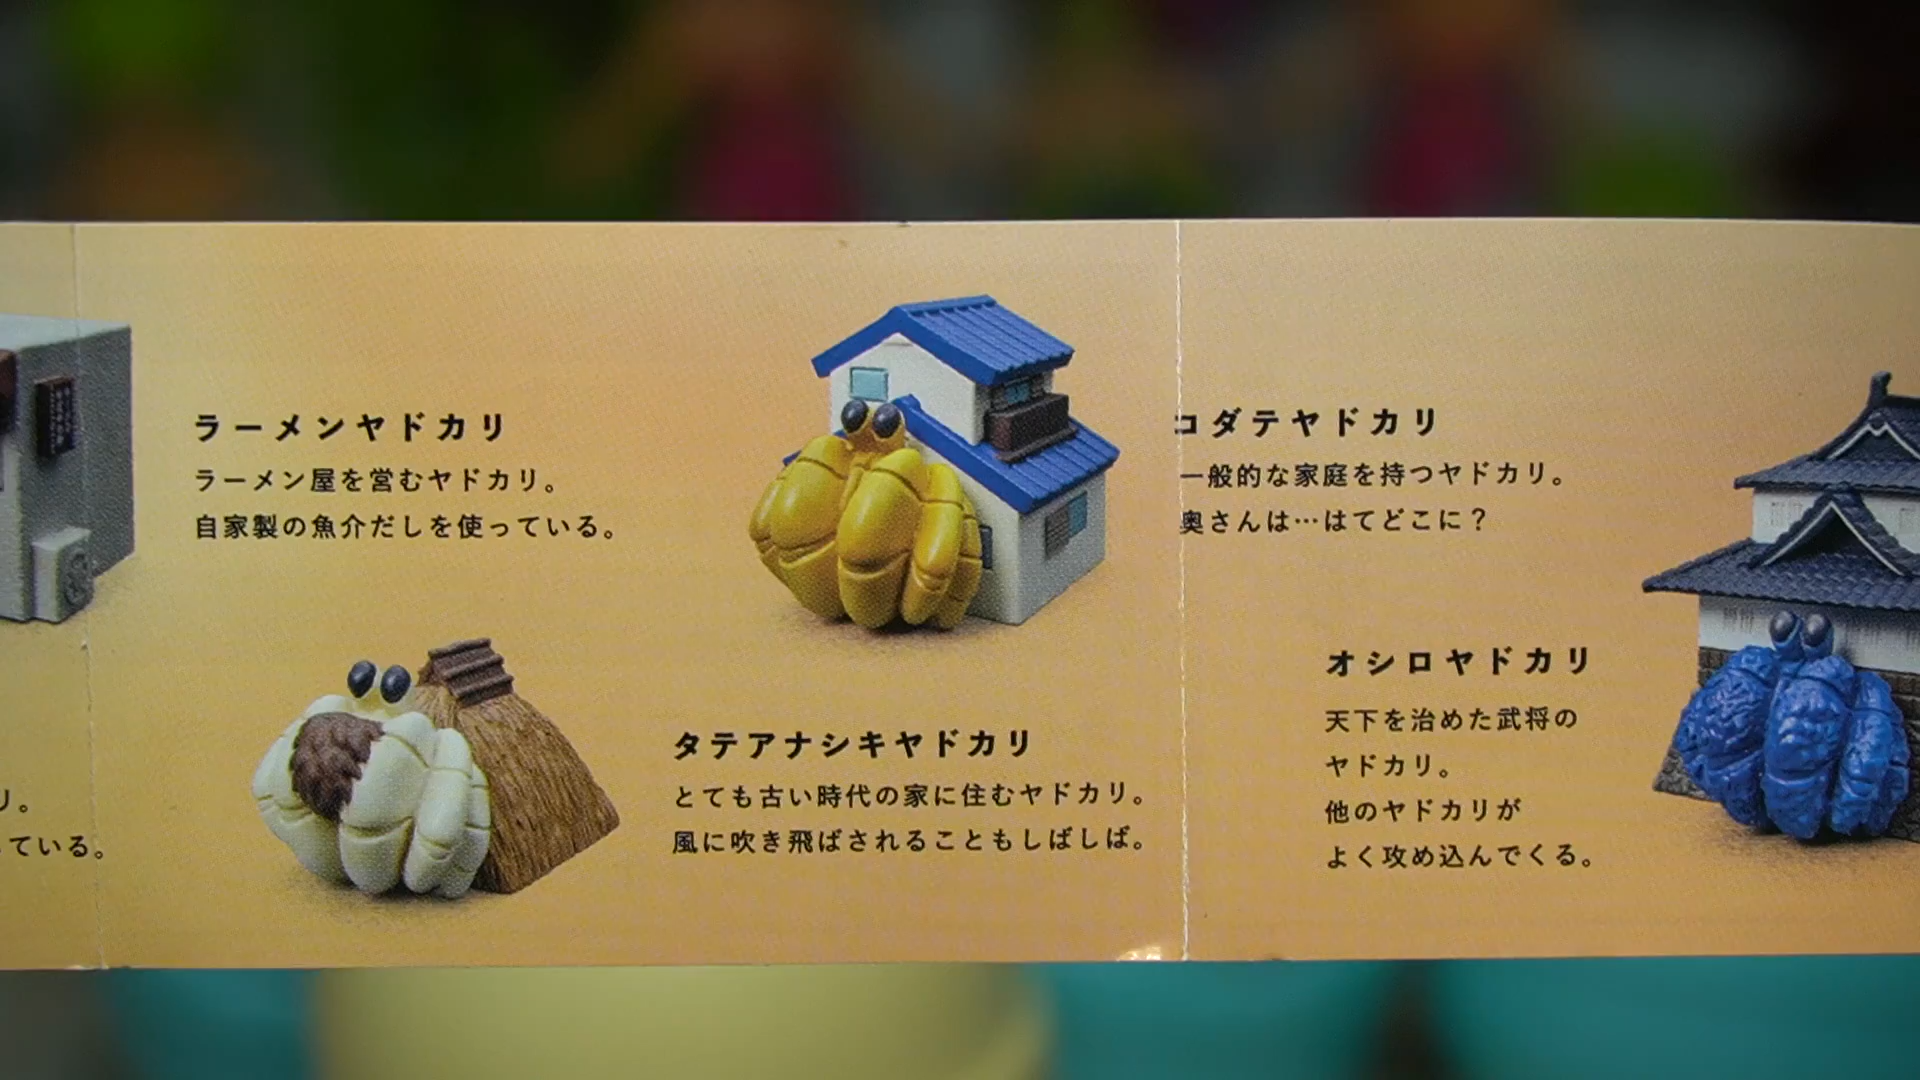 ラーメンヤドカリ
ラーメン屋を営むヤドカリ。
自家製の魚介だしを使っている。
コダテヤドカリ
一般的な家庭を持つヤドカリ。
奥さんは…はてどこに？
リ。
ている。
タテアナシキヤドカリ
とても古い時代の家に住むヤドカリ。
風に吹き飛ばされることもしばしば。
オシロヤドカリ
天下を治めた武将の
ヤドカリ。
他のヤドカリが
よく攻め込んでくる。